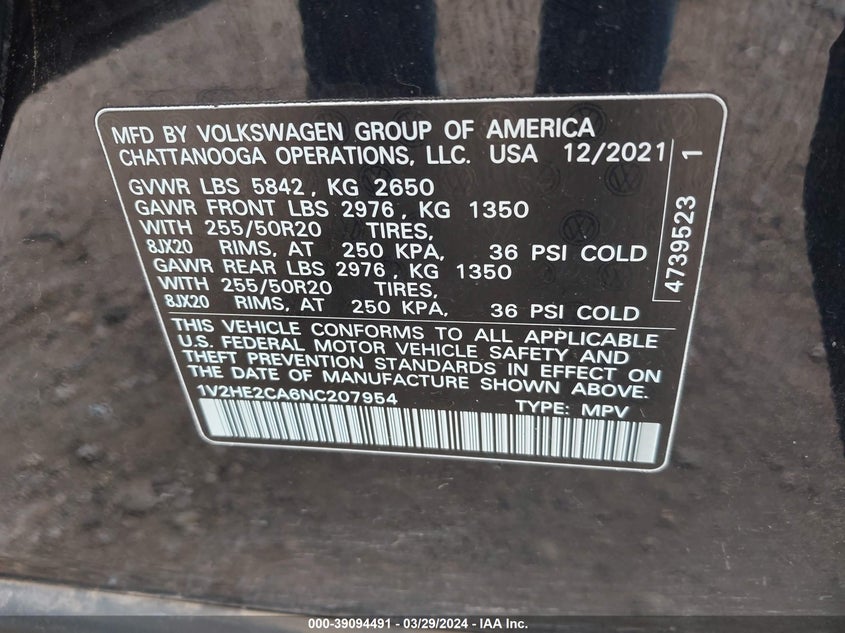 MFD BY VOLKSWAGEN GROUP OF AMERICA
CHATTANOOGA OPERATIONS, LLC. USA 12/2021
GVWR LBS 5842, KG 2650
GAWR FRONT LBS 2976, KG 1350
WITH 255/50R20 TIRES,
8JX20 RIMS, AT 250 KPA, 36 PSI COLD
GAWR REAR LBS 2976, KG 1350
WITH 255/50R20 TIRES,
8JX20 RIMS, AT 250 KPA, 36 PSI COLD
4739523 1
THIS VEHICLE CONFORMS TO ALL APPLICABLE
U.S. FEDERAL MOTOR VEHICLE SAFETY AND
THEFT PREVENTION STANDARDS IN EFFECT ON
THE DATE OF MANUFACTURE SHOWN ABOVE.
1V2HE2CA6NC207954 TYPE: MPV
000-39094491 - 03/29/2024 - IAA Inc.